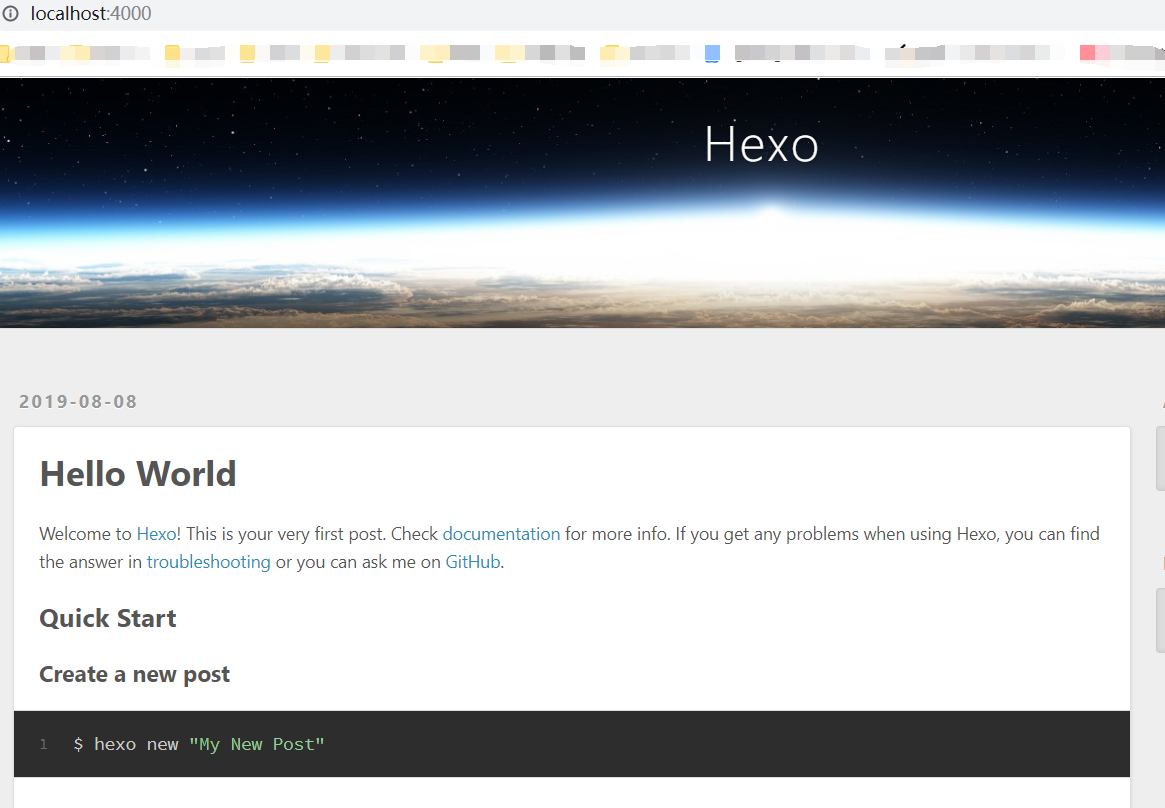 localhost:4000
Hexo
2019-08-08
Hello World
Welcome to Hexo! This is your very first post. Check documentation for more info. If you get any problems when using Hexo, you can find
the answer in troubleshooting or you can ask me on GitHub.
Quick Start
Create a new post
1 $ hexo new "My New Post"